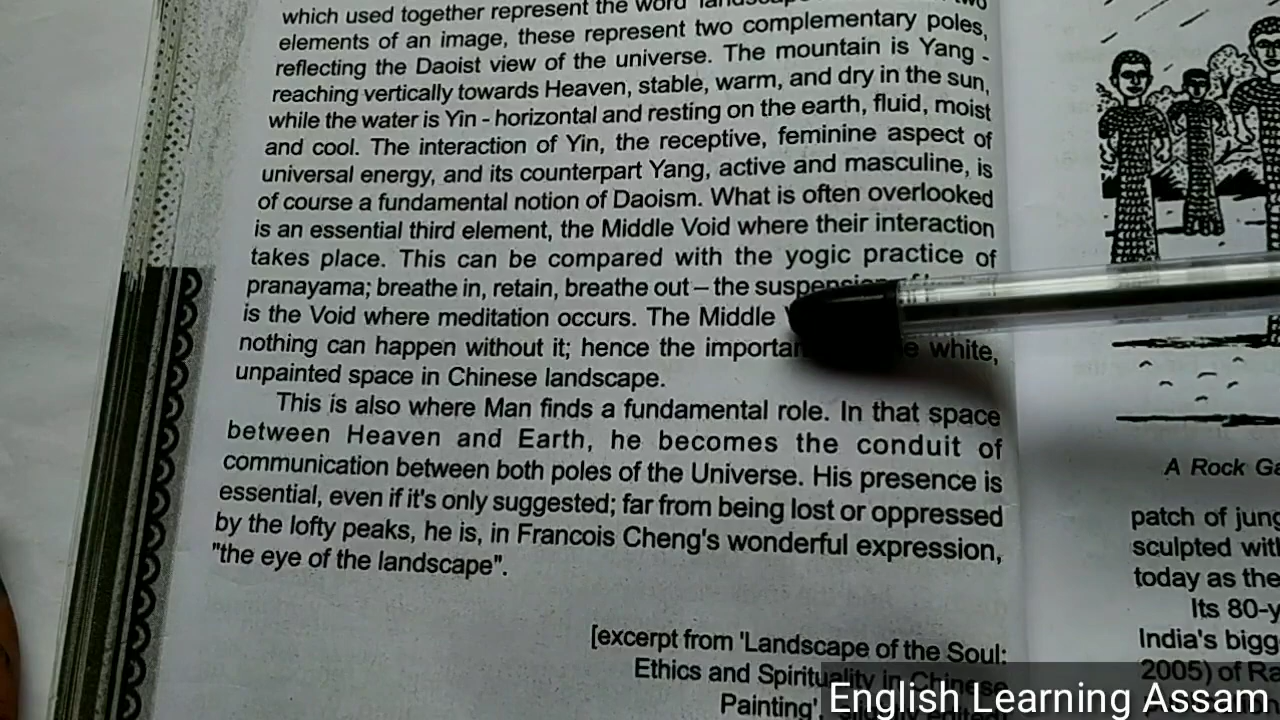 which used together represent the word
elements of an image, these represent two complementary poles,
reflecting the Daoist view of the universe. The mountain is Yang -
reaching vertically towards Heaven, stable, warm, and dry in the sun,
while the water is Yin - horizontal and resting on the earth, fluid, moist
and cool. The interaction of Yin, the receptive, feminine aspect of
universal energy, and its counterpart Yang, active and masculine, is
of course a fundamental notion of Daoism. What is often overlooked
is an essential third element, the Middle Void where their interaction
takes place. This can be compared with the yogic practice of
pranayama; breathe in, retain, breathe out – the suspension
is the Void where meditation occurs. The Middle
nothing can happen without it; hence the white,
unpainted space in Chinese landscape.
This is also where Man finds a fundamental role. In that space
between Heaven and Earth, he becomes the conduit of
communication between both poles of the Universe. His presence is
essential, even if it's only suggested; far from being lost or oppressed
by the lofty peaks, he is, in Francois Cheng's wonderful expression,
"the eye of the landscape".
[excerpt from 'Landscape of the Soul:
Ethics and Spirituality in Chinese
Painting',
A Rock
patch of
sculpted
today as the
Its
India's
2005) of
English Learning Assam